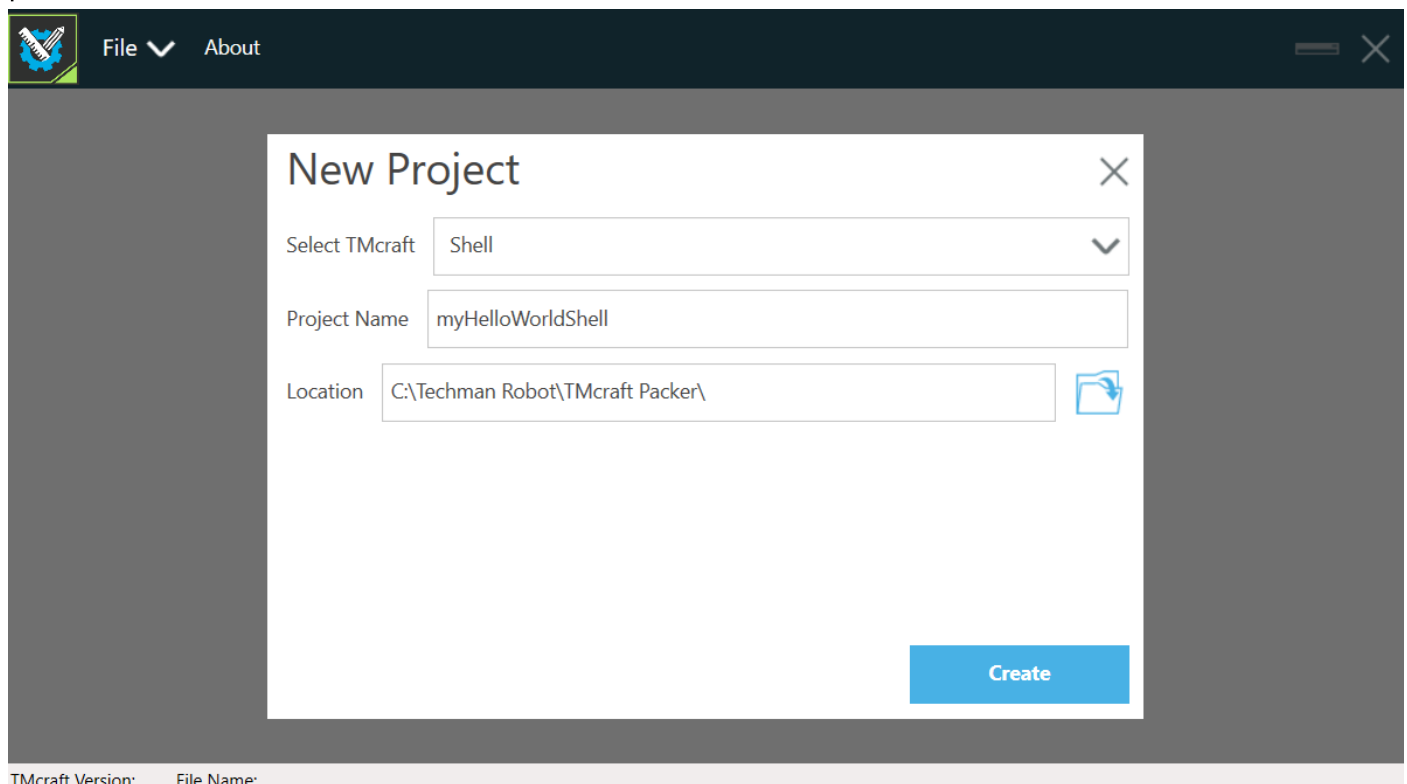 File About
New Project
Select TMcraft Shell
Project Name myHelloWorldShell
Location C:\Techman Robot\TMcraft Packer\
Create
TMcraft Version: File Name: